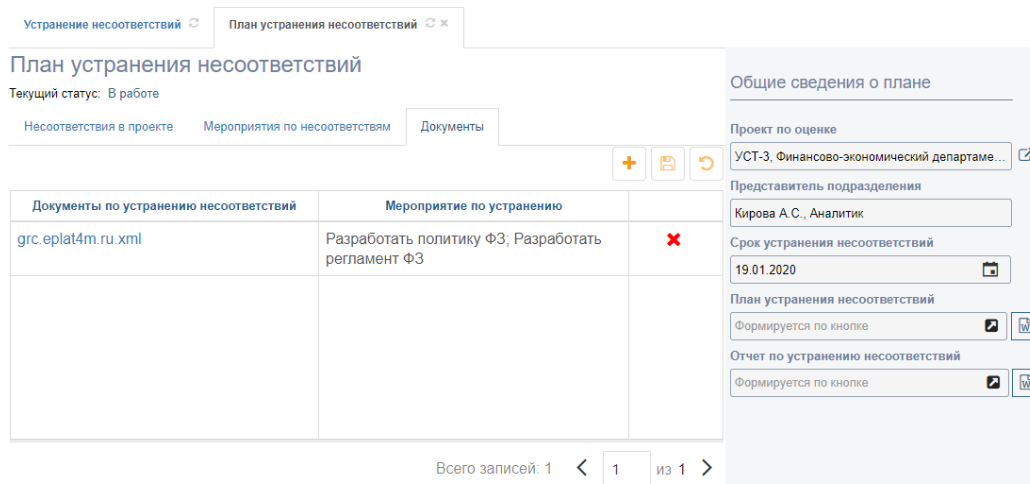 Устранение несоответствий
План устранения несоответствий
План устранения несоответствий
Текущий статус: В работе
Несоответствия в проекте
Мероприятия по несоответствям
Документы
Документы по устранению несоответствий
Мероприятие по устранению
grc.eplat4m.ru.xml
Разработать политику ФЗ; Разработать
регламент ФЗ
Всего записей: 1
1
из 1
Общие сведения о плане
Проект по оценке
УСТ-3, Финансово-экономический департаме...
Представитель подразделения
Кирова А.С., Аналитик
Срок устранения несоответствий
19.01.2020
План устранения несоответствий
Формируется по кнопке
Отчет по устранению несоответствий
Формируется по кнопке